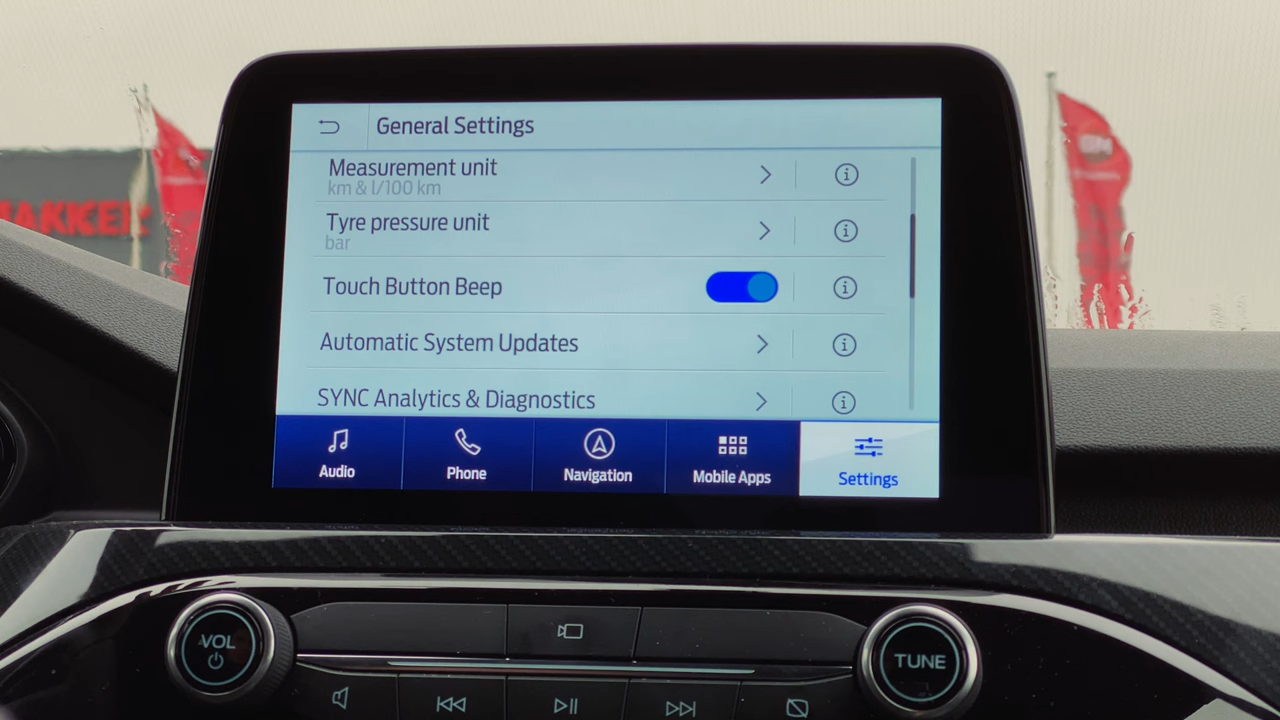 General Settings
Measurement unit
km & l/100 km
Tyre pressure unit
bar
Touch Button Beep
Automatic System Updates
SYNC Analytics & Diagnostics
Audio
Phone
Navigation
Mobile Apps
Settings
AKKER
VOL
TUNE